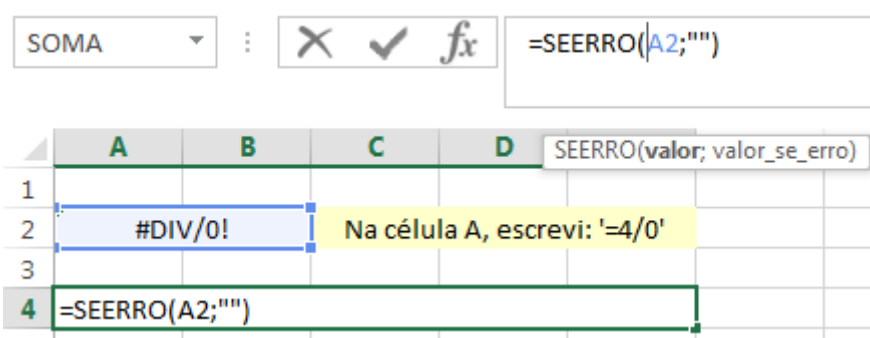 SOMA
fx
=SEERRO(A2;"")
A B C D
SEERRO(valor; valor_se_erro)
1
2 #DIV/0! Na célula A, escrevi: '=4/0'
3
4 =SEERRO(A2;"")